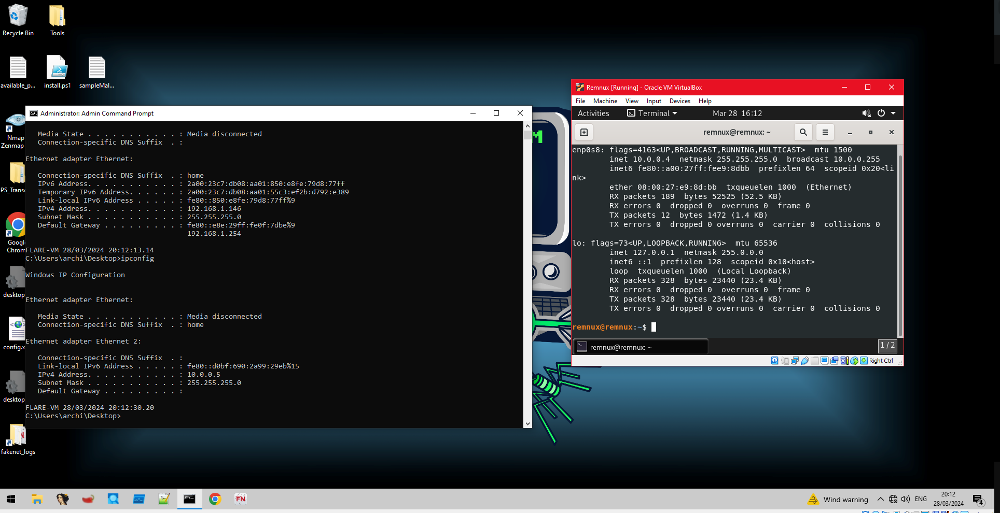 Recycle Bin
Tools
available_p...
install.ps1
sampleMal...
Nmap
Zenmap
PS_Transc
Googl
Chrom
desktop
config.x
desktop
fakenet_logs
Administrator: Admin Command Prompt
Media State . . . . . . . . . . . : Media disconnected
Connection-specific DNS Suffix  . :
Ethernet adapter Ethernet:
Connection-specific DNS Suffix  . : home
IPv6 Address. . . . . . . . . . . : 2a00:23c7:db08:aa01:850:e8fe:79d8:77ff
Temporary IPv6 Address. . . . . . : 2a00:23c7:db08:aa01:55c3:ef2b:d792:e389
Link-local IPv6 Address . . . . . : fe80::850:e8fe:79d8:77ff%9
IPv4 Address. . . . . . . . . . . : 192.168.1.146
Subnet Mask . . . . . . . . . . . : 255.255.255.0
Default Gateway . . . . . . . . . : fe80::e8e:29ff:fe0f:7dbe%9
192.168.1.254
FLARE-VM 28/03/2024 20:12:13.14
C:\Users\archi\Desktop>ipconfig
Windows IP Configuration
Ethernet adapter Ethernet:
Media State . . . . . . . . . . . : Media disconnected
Connection-specific DNS Suffix  . : home
Ethernet adapter Ethernet 2:
Connection-specific DNS Suffix  . :
Link-local IPv6 Address . . . . . : fe80::d0bf:690:2a99:29eb%15
IPv4 Address. . . . . . . . . . . : 10.0.0.5
Subnet Mask . . . . . . . . . . . : 255.255.255.0
Default Gateway . . . . . . . . . :
FLARE-VM 28/03/2024 20:12:30.20
C:\Users\archi\Desktop>
M
Remnux [Running] - Oracle VM VirtualBox
File Machine View Input Devices Help
Activities Terminal Mar 28 16:12
remnux@remnux: ~
enp0s8: flags=4163<UP,BROADCAST,RUNNING,MULTICAST>  mtu 1500
inet 10.0.0.4  netmask 255.255.255.0  broadcast 10.0.0.255
inet6 fe80::a00:27ff:fee9:8dbb  prefixlen 64  scopeid 0x20<li
nk>
ether 08:00:27:e9:8d:bb  txqueuelen 1000  (Ethernet)
RX packets 189  bytes 52525 (52.5 KB)
RX errors 0  dropped 0  overruns 0  frame 0
TX packets 12  bytes 1472 (1.4 KB)
TX errors 0  dropped 0 overruns 0  carrier 0  collisions 0
lo: flags=73<UP,LOOPBACK,RUNNING>  mtu 65536
inet 127.0.0.1  netmask 255.0.0.0
inet6 ::1  prefixlen 128  scopeid 0x10<host>
loop  txqueuelen 1000  (Local Loopback)
RX packets 328  bytes 23440 (23.4 KB)
RX errors 0  dropped 0  overruns 0  frame 0
TX packets 328  bytes 23440 (23.4 KB)
TX errors 0  dropped 0 overruns 0  carrier 0  collisions 0
remnux@remnux:~$
remnux@remnux: ~
1 / 2
Right Ctrl
FN
Wind warning
ENG
20:12
28/03/2024
4